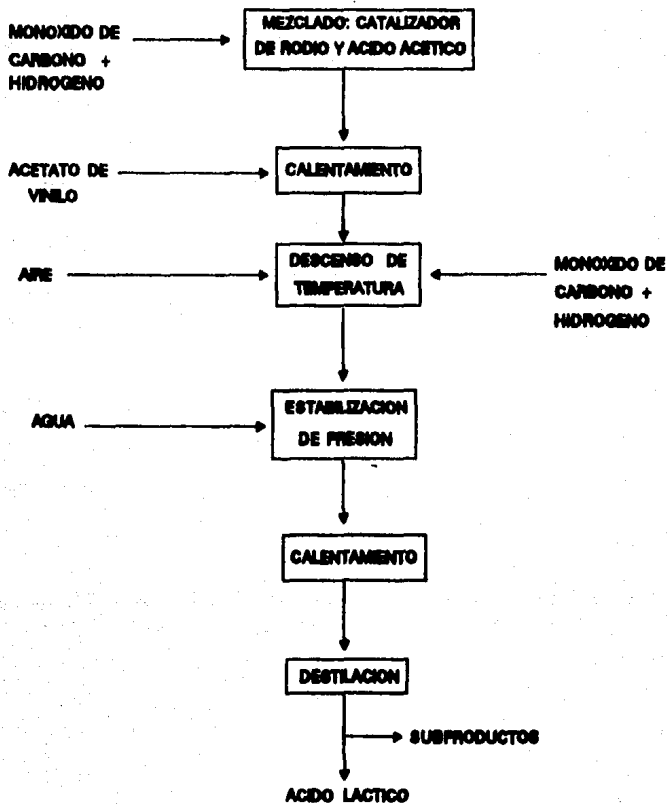 MONOXIDO DE
CARBONO +
HIDROGENO
MEZCLADO: CATALIZADOR
DE RODIO Y ACIDO ACETICO
ACETATO DE
VINILO
CALENTAMIENTO
AIRE
DESCENSO DE
TEMPERATURA
MONOXIDO DE
CARBONO +
HIDROGENO
AGUA
ESTABILIZACION
DE PRESION
CALENTAMIENTO
DESTILACION
SUBPRODUCTOS
ACIDO LACTICO